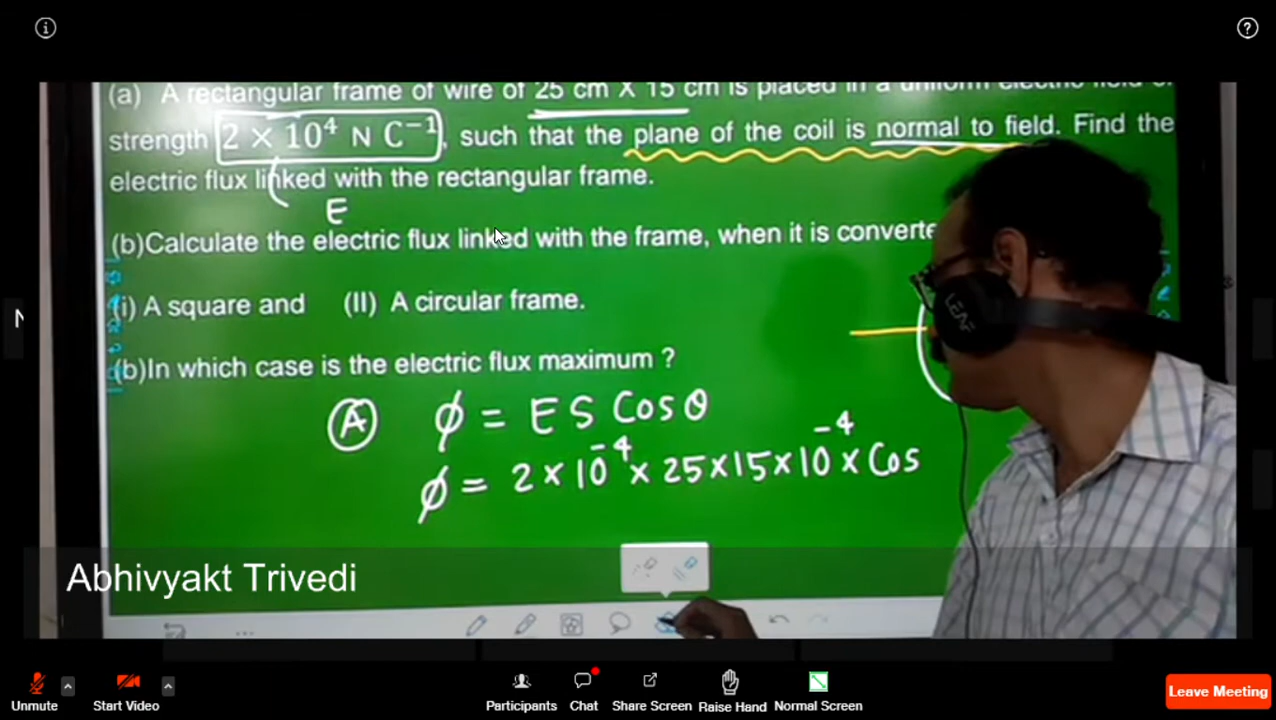 (a) A rectangular frame of wire of 25 cm X 15 cm is placed in a uniform electric field of
strength 2 × 10⁴ N C⁻¹, such that the plane of the coil is normal to field. Find the
electric flux linked with the rectangular frame.
E
(b)Calculate the electric flux linked with the frame, when it is converte
(i) A square and (II) A circular frame.
(b)In which case is the electric flux maximum ?
A ϕ = E S Cos θ
ϕ = 2 × 10⁻⁴ × 25 × 15 × 10⁻⁴ × Cos
LEAF
Abhivyakt Trivedi
Unmute Start Video Participants Chat Share Screen Raise Hand Normal Screen Leave Meeting